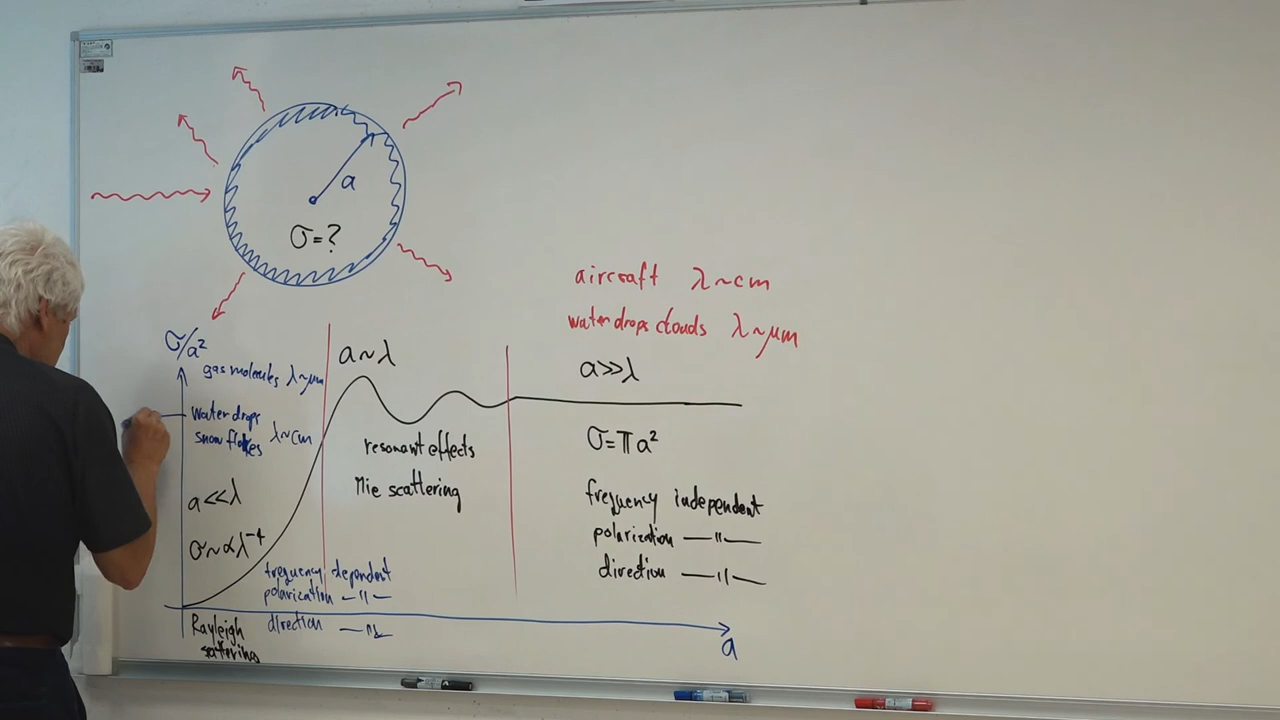 a
σ=?
aircraft λ~cm
water drops clouds λ~μm
σ/a²
gas molecules λ~μm
a~λ
a≫λ
water drops
snow flakes λ~cm
resonant effects
Mie scattering
σ=πa²
a≪λ
σ~αλ⁻⁴
frequency independent
polarization —"—
direction —"—
frequency dependent
polarization —"—
direction —"—
Rayleigh
scattering
a